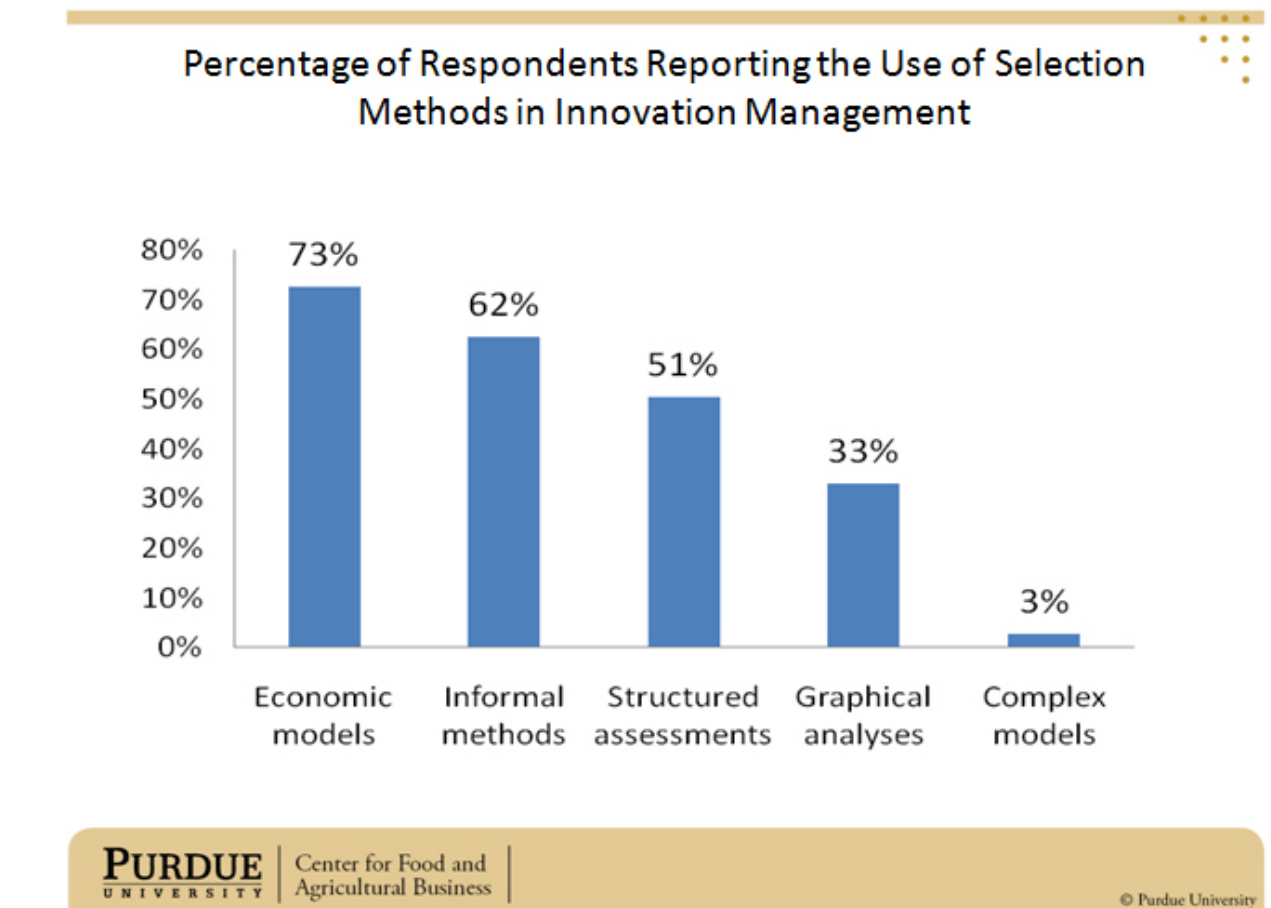 Percentage of Respondents Reporting the Use of Selection
Methods in Innovation Management
80%
70%
60%
50%
40%
30%
20%
10%
0%
73%
62%
51%
33%
3%
Economic
models
Informal
methods
Structured
assessments
Graphical
analyses
Complex
models
PURDUE
UNIVERSITY
Center for Food and
Agricultural Business
© Purdue University